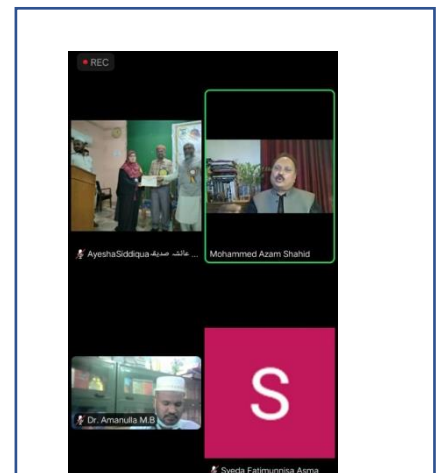 REC
AyeshaSiddiqua عائشہ صدیقہ ...
Mohammed Azam Shahid
Dr. Amanulla M.B
S
Syeda Fatimunnisa Asma